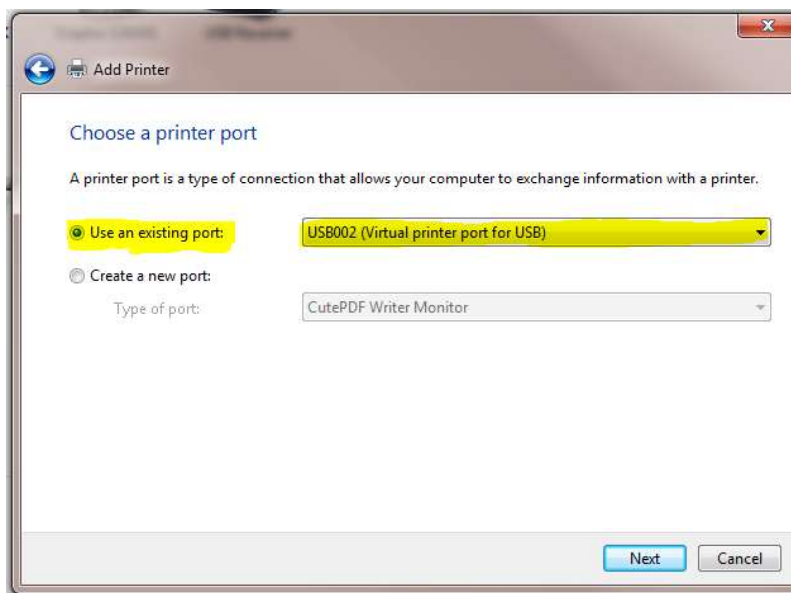 Add Printer
Choose a printer port
A printer port is a type of connection that allows your computer to exchange information with a printer.
Use an existing port: USB002 (Virtual printer port for USB)
Create a new port:
Type of port: CutePDF Writer Monitor
Next Cancel